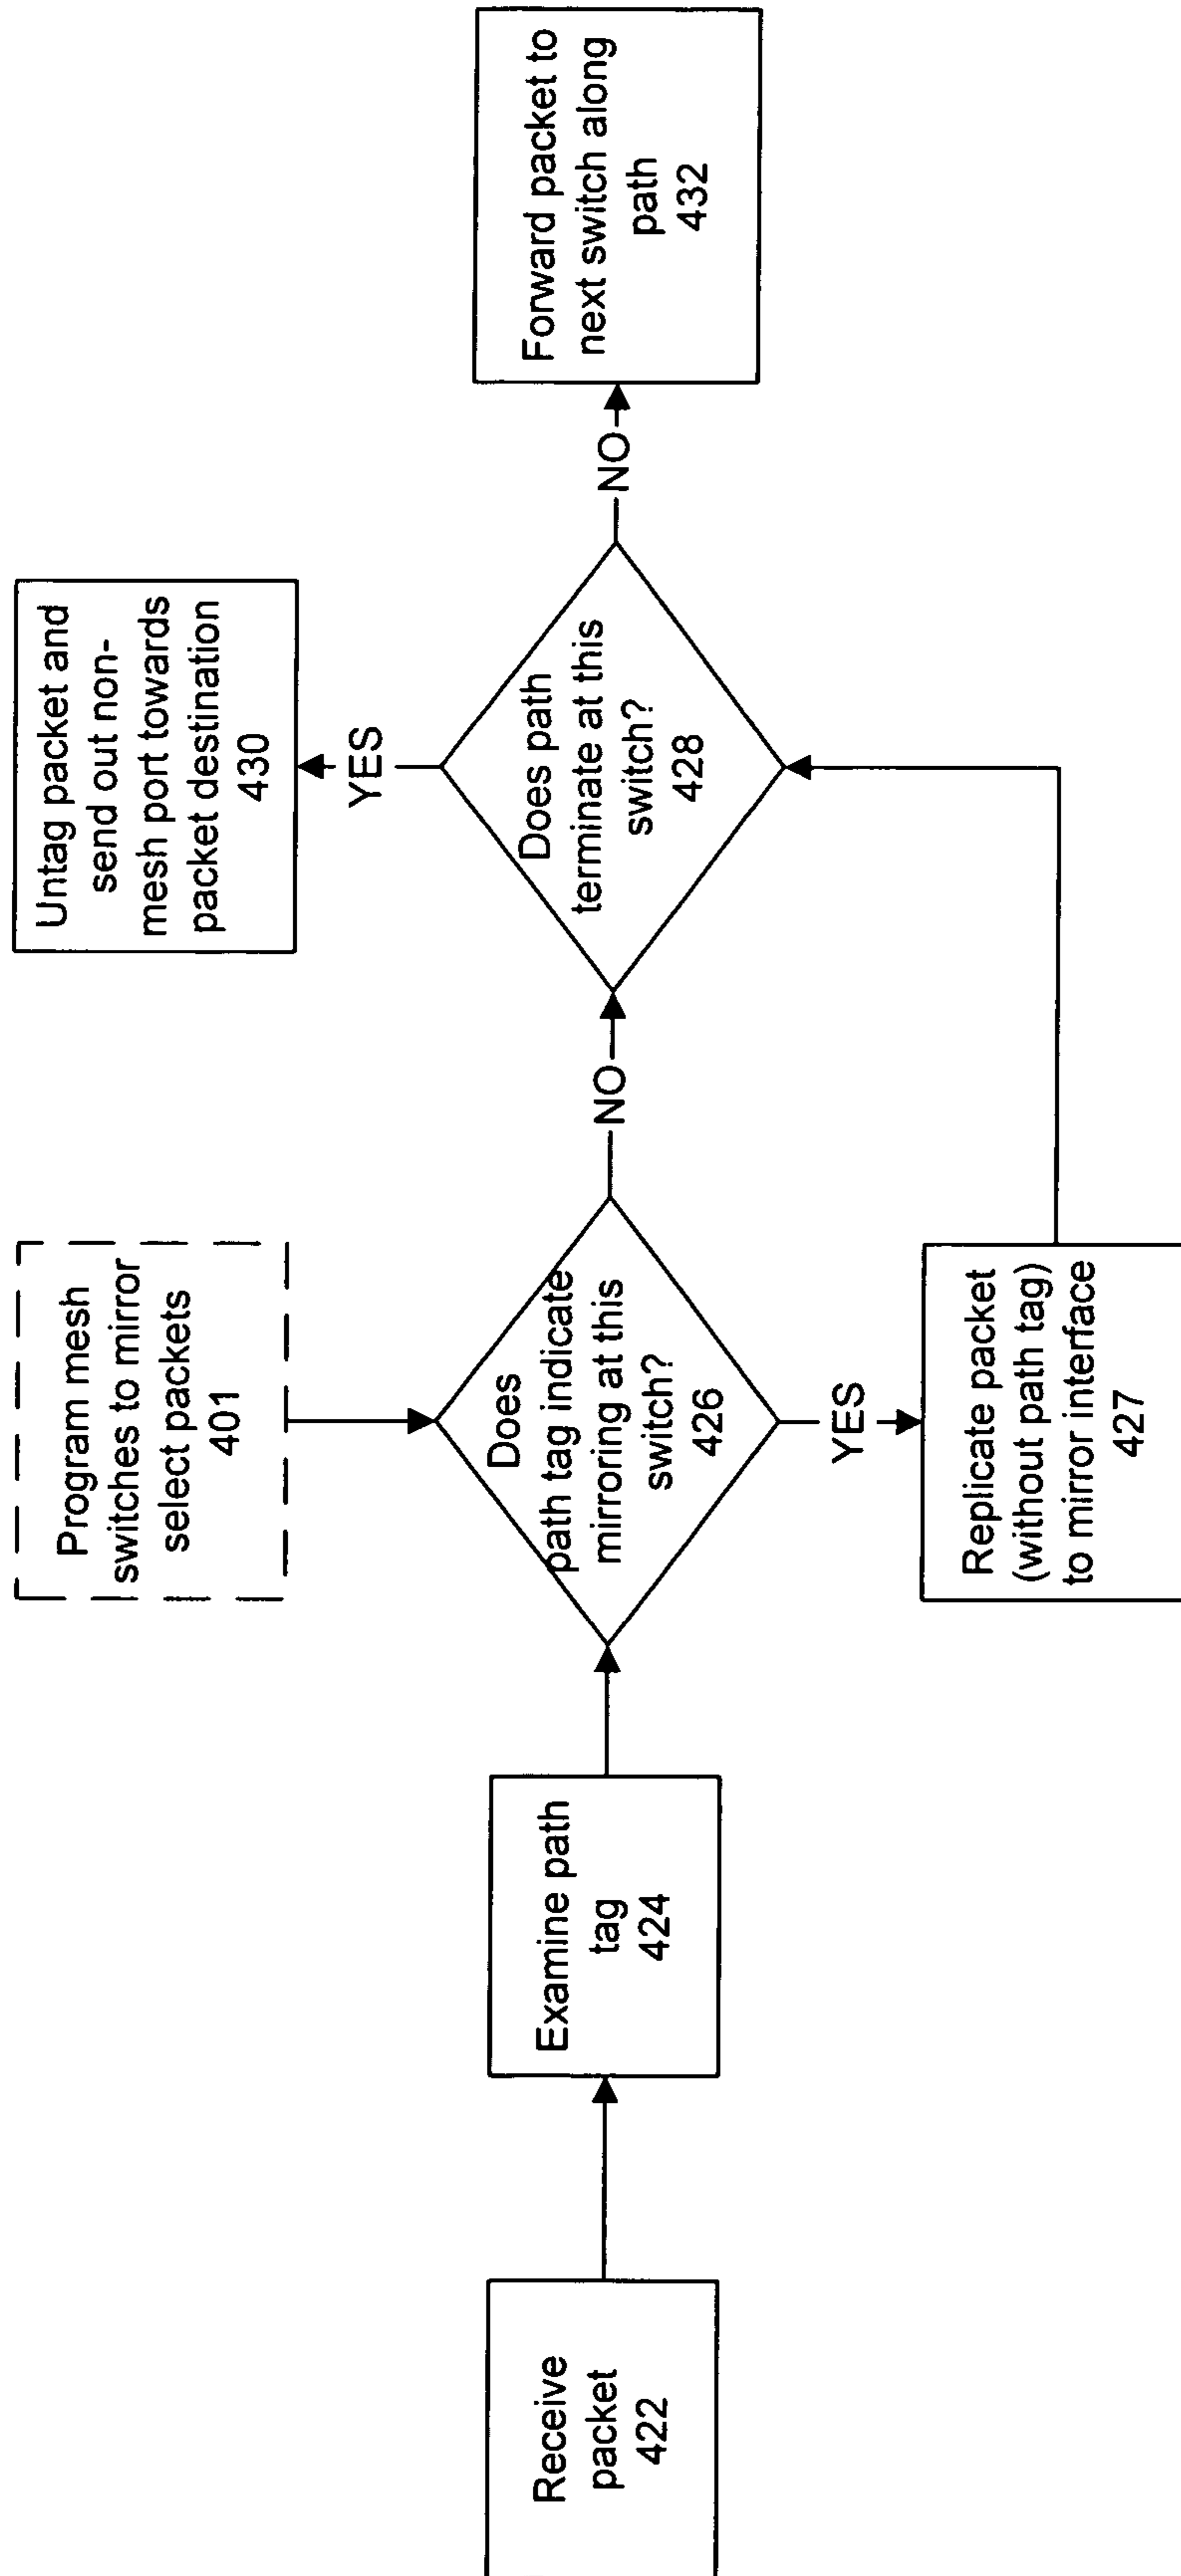 Receive
packet
422
Examine path
tag
424
Program mesh
switches to mirror
select packets
401
Does
path tag indicate
mirroring at this
switch?
426
NO
YES
Replicate packet
(without path tag)
to mirror interface
427
Does path
terminate at this
switch?
428
YES
Untag packet and
send out non-
mesh port towards
packet destination
430
NO
Forward packet to
next switch along
path
432